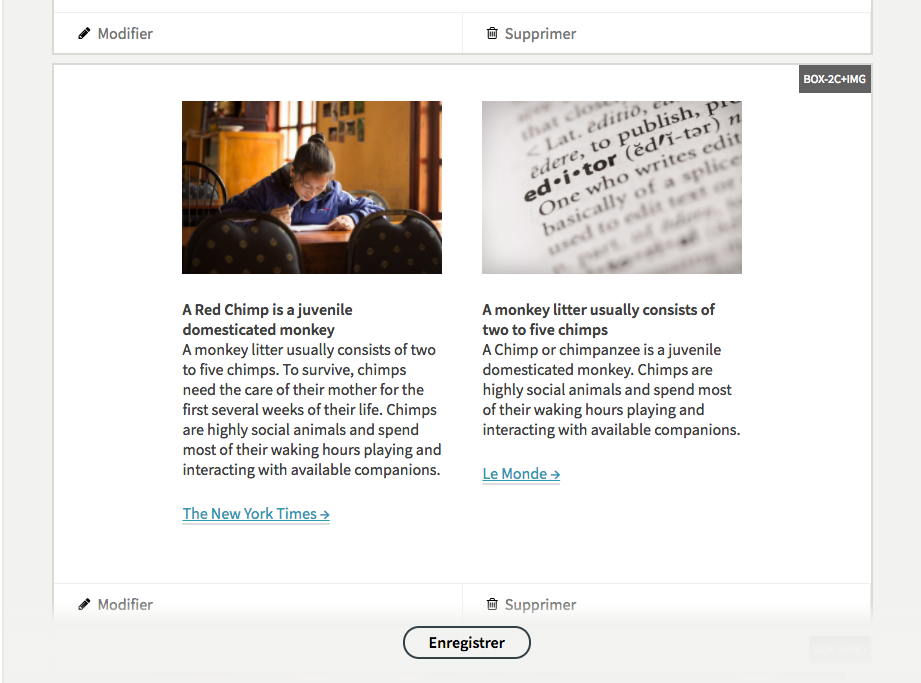 Modifier
Supprimer
BOX-2C+IMG
that close
< Lat. ēditiō, e
ēdere, to publish, pr
ed•i•tor (ĕd′ĭ-tər) n
One who writes edit
basically of a splice
used to edit text or
A Red Chimp is a juvenile
domesticated monkey
A monkey litter usually consists of two
to five chimps. To survive, chimps
need the care of their mother for the
first several weeks of their life. Chimps
are highly social animals and spend
most of their waking hours playing and
interacting with available companions.
The New York Times →
A monkey litter usually consists of
two to five chimps
A Chimp or chimpanzee is a juvenile
domesticated monkey. Chimps are
highly social animals and spend most
of their waking hours playing and
interacting with available companions.
Le Monde →
Modifier
Supprimer
Enregistrer